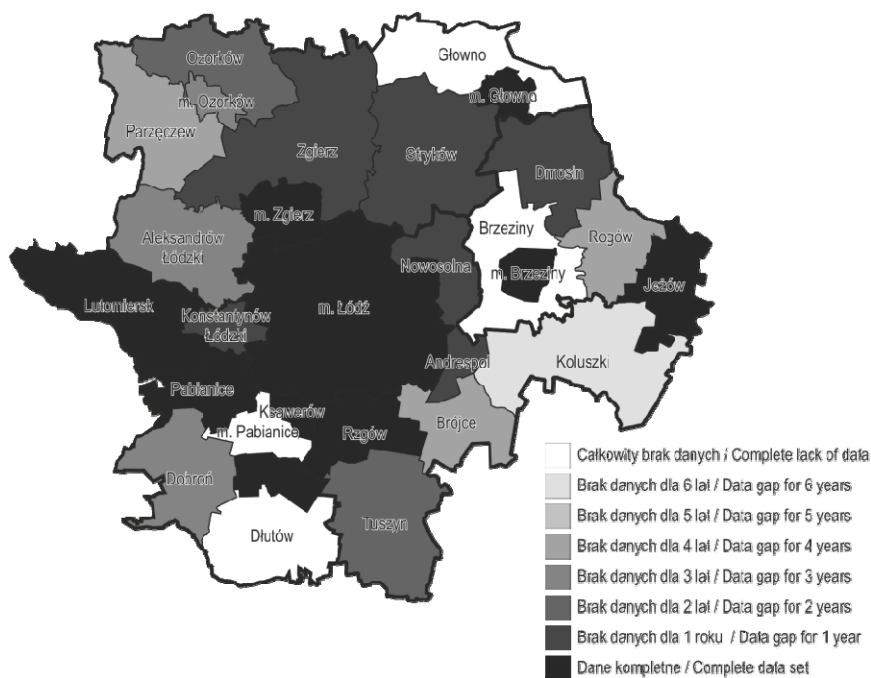 Głowno
Ozorków
m. Ozorków
m. Głowno
Parzęczew
Zgierz
Stryków
Dmosin
m. Zgierz
Brzeziny
Aleksandrów
Łódzki
Rogów
Nowosolna
m. Brzeziny
Jeżów
Lutomiersk
m. Łódź
Konstantynów
Łódzki
Andrespol
Koluszki
Pabianice
Ksawerów
m. Pabianice
Rzgów
Brójce
Dobroń
Tuszyn
Dłutów
Całkowity brak danych / Complete lack of data
Brak danych dla 6 lat / Data gap for 6 years
Brak danych dla 5 lat / Data gap for 5 years
Brak danych dla 4 lat / Data gap for 4 years
Brak danych dla 3 lat / Data gap for 3 years
Brak danych dla 2 lat / Data gap for 2 years
Brak danych dla 1 roku / Data gap for 1 year
Dane kompletne / Complete data set